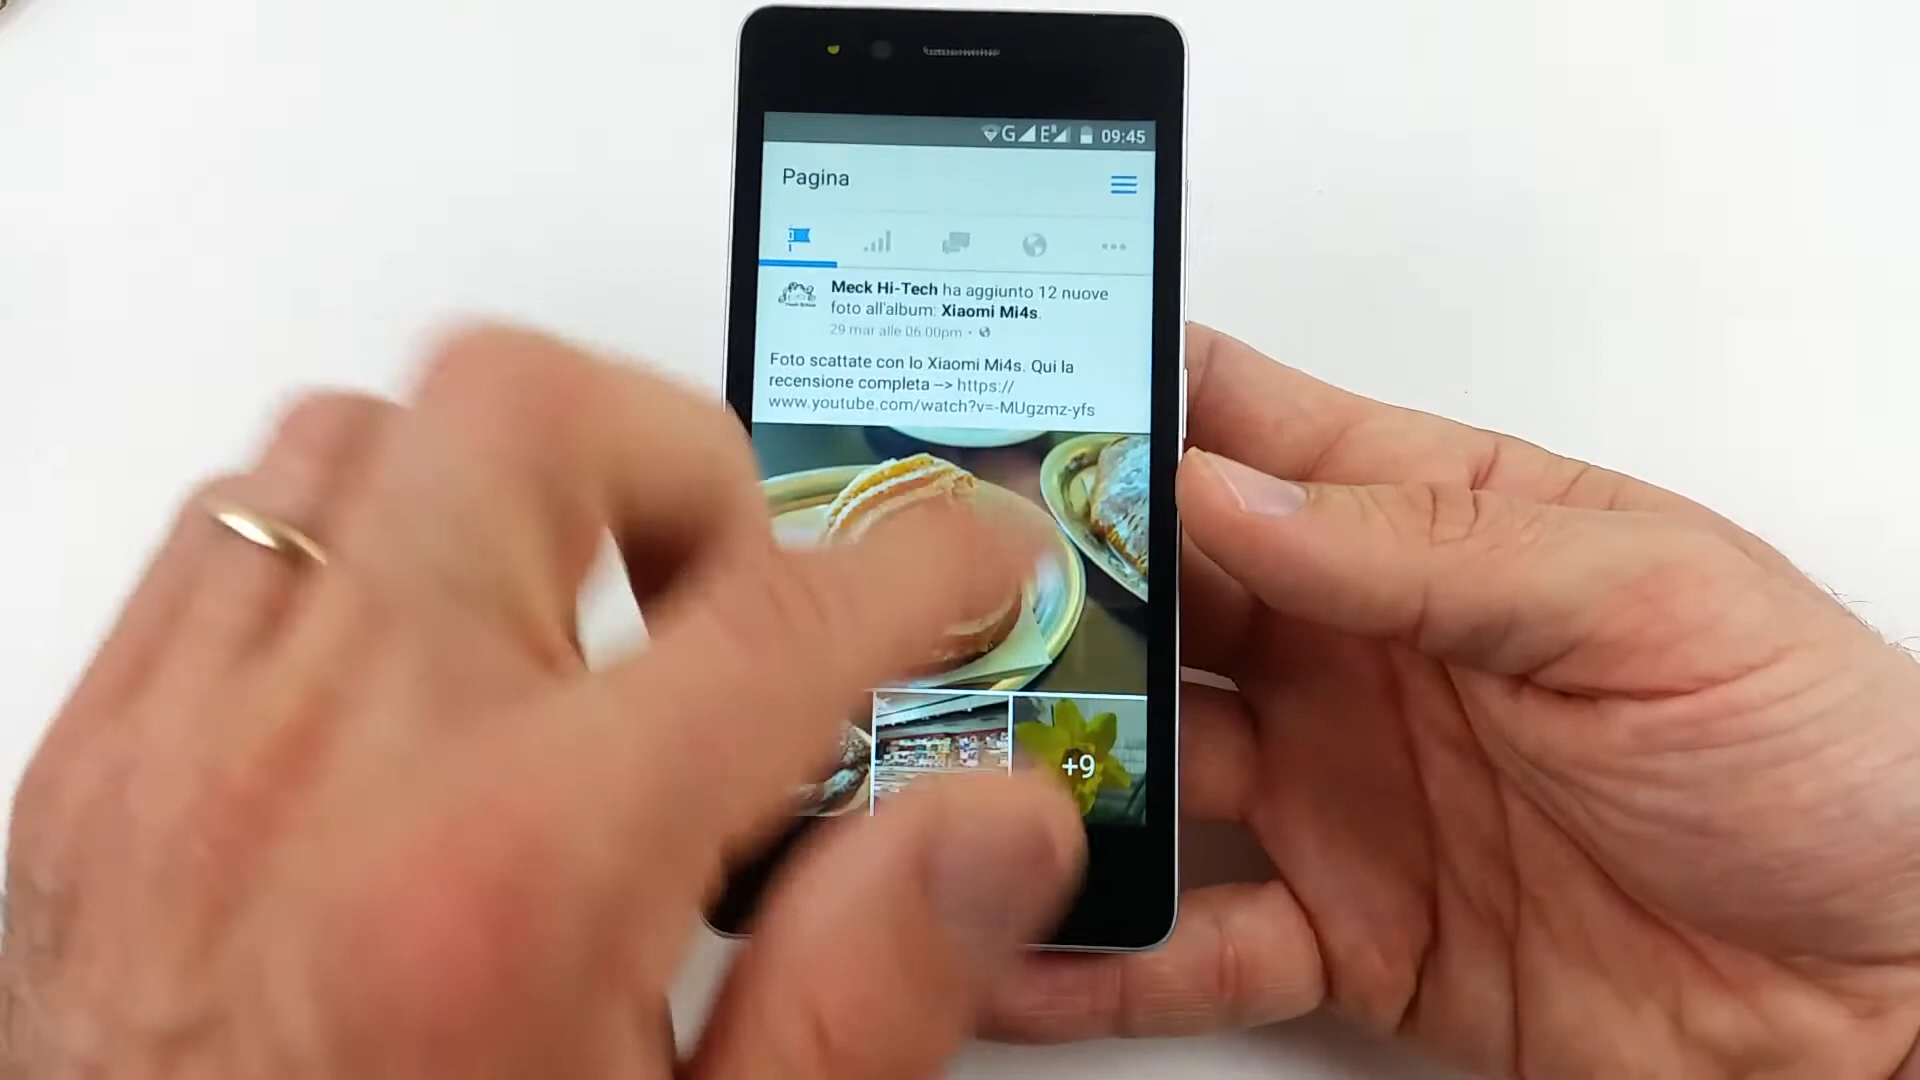 G E R 09:45
Pagina
Meck Hi-Tech ha aggiunto 12 nuove
foto all'album: Xiaomi Mi4s.
29 mar alle 06:00pm ·
Foto scattate con lo Xiaomi Mi4s. Qui la
recensione completa --> https://
www.youtube.com/watch?v=-MUgzmz-yfs
+9